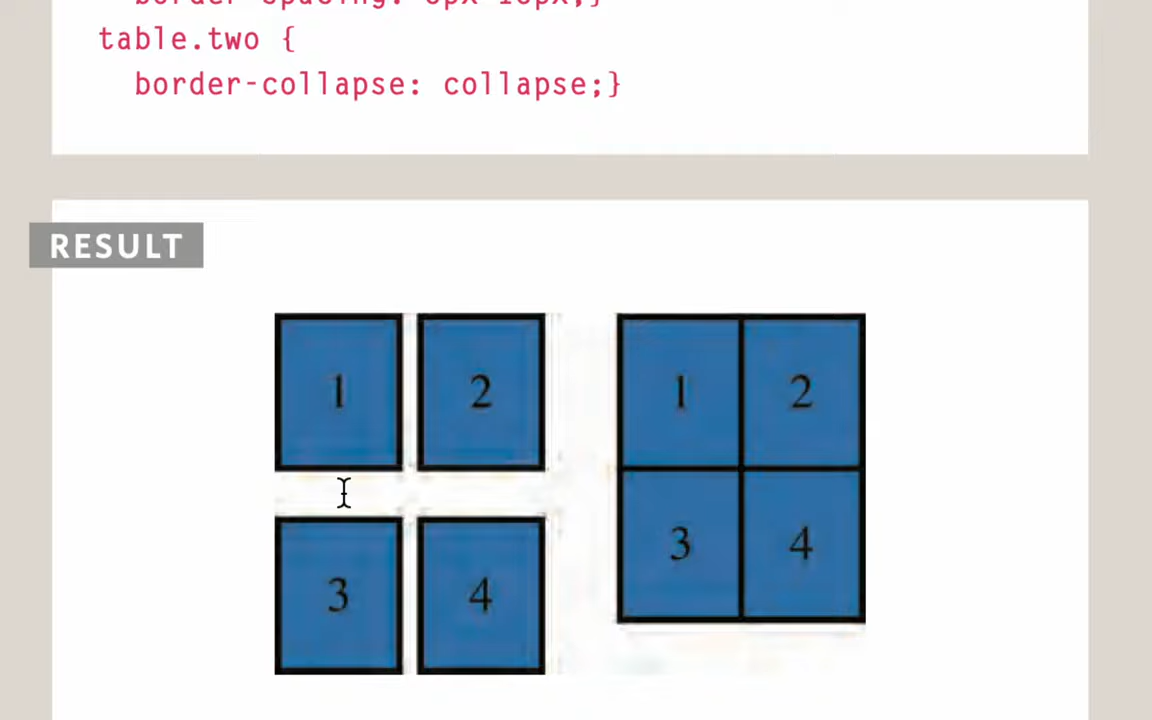 table.two {
border-collapse: collapse;}
RESULT
1 2 1 2
3 4 3 4